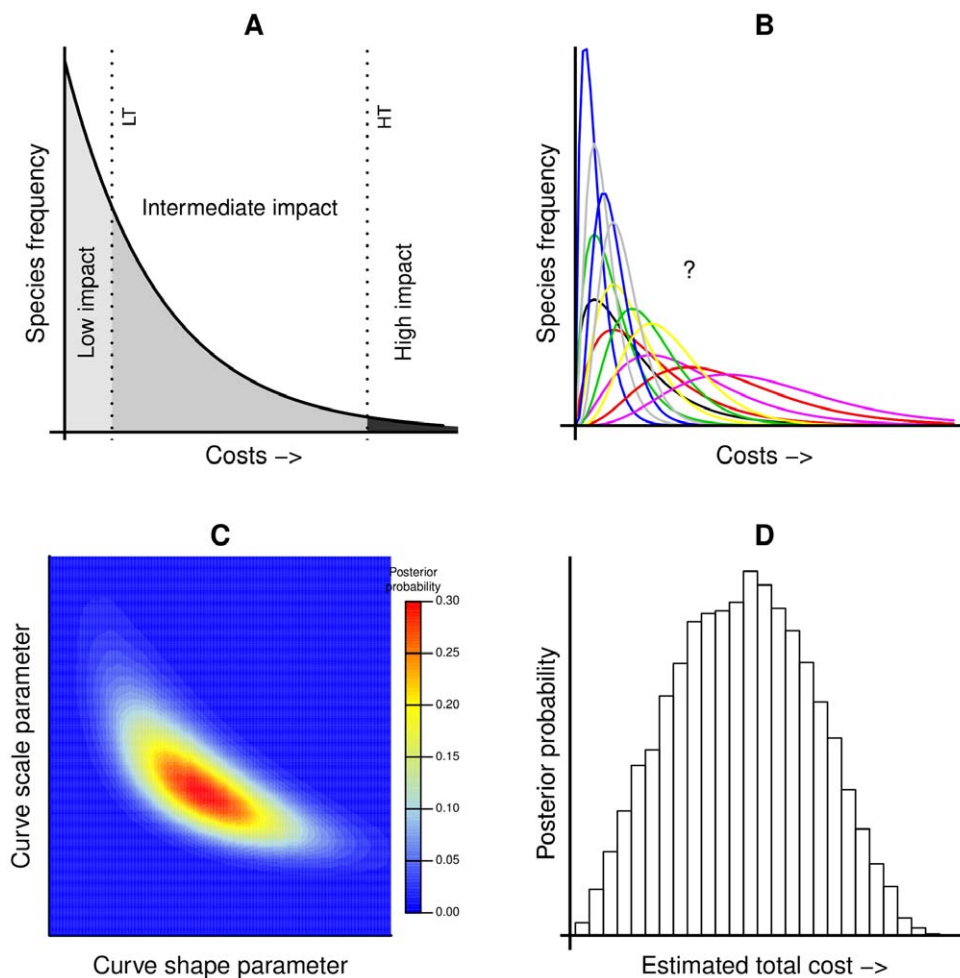 A
Species frequency
Low impact
LT
Intermediate impact
High impact
HT
Costs –>
B
Species frequency
?
Costs –>
C
Curve scale parameter
Posterior
probability
0.30
0.25
0.20
0.15
0.10
0.05
0.00
Curve shape parameter
D
Posterior probability
Estimated total cost –>